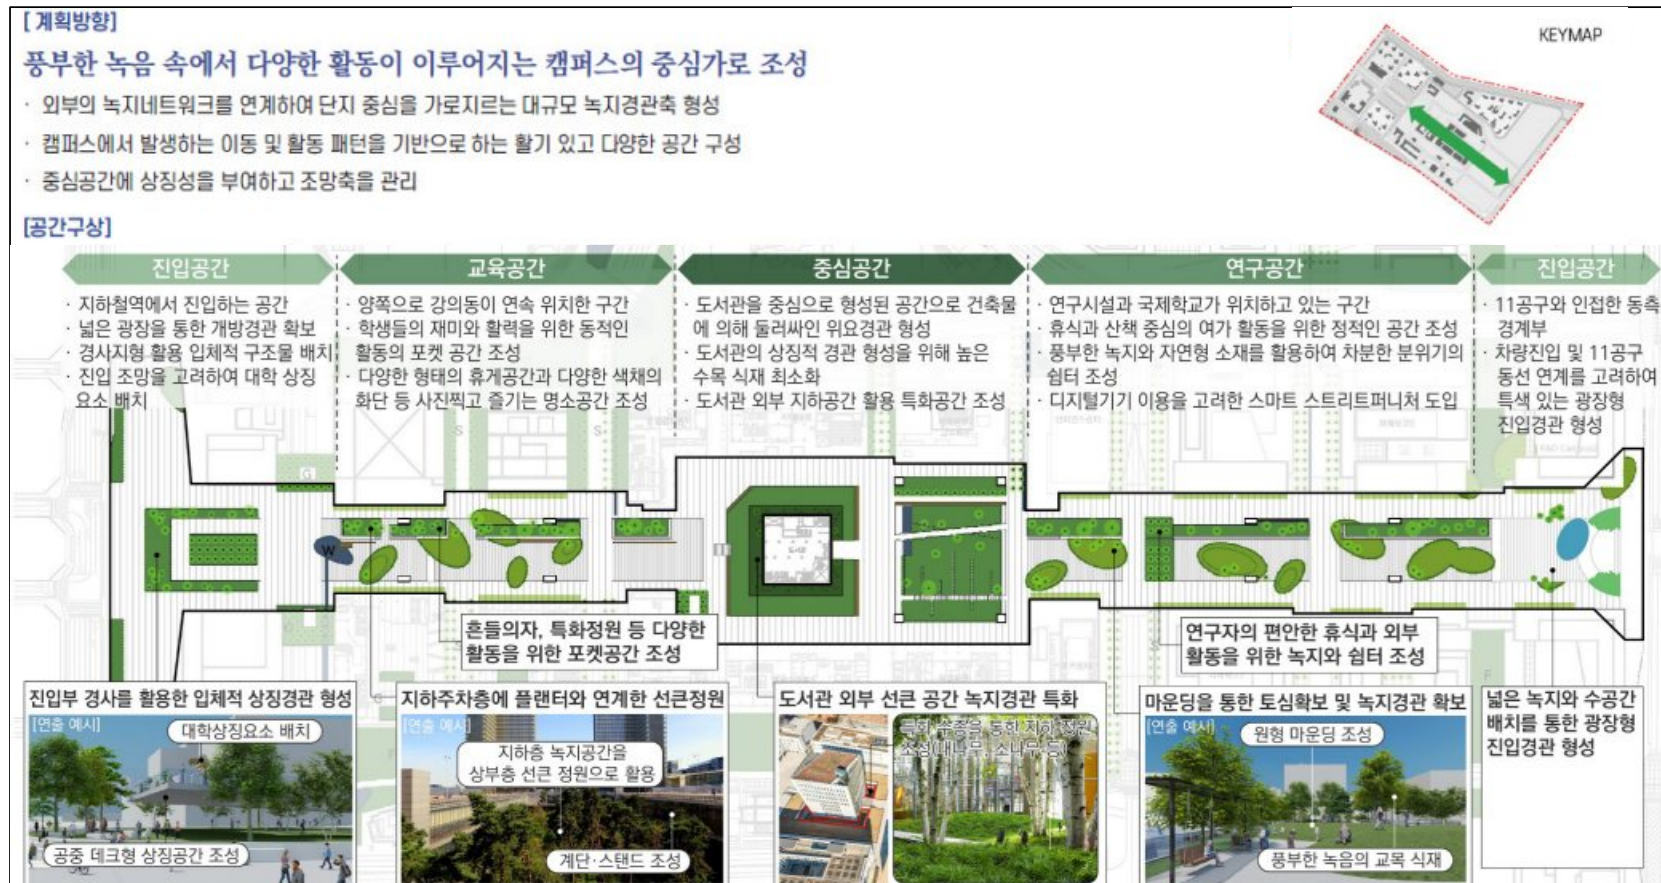 [ 계획방향]
KEYMAP
풍부한 녹음 속에서 다양한 활동이 이루어지는 캠퍼스의 중심가로 조성
· 외부의 녹지네트워크를 연계하여 단지 중심을 가로지르는 대규모 녹지경관축 형성
· 캠퍼스에서 발생하는 이동 및 활동 패턴을 기반으로 하는 활기 있고 다양한 공간 구성
· 중심공간에 상징성을 부여하고 조망축을 관리
[공간구상]
진입공간
· 지하철역에서 진입하는 공간
· 넓은 광장을 통한 개방경관 확보
· 경사지형 활용 입체적 구조물 배치
· 진입 조망을 고려하여 대학 상징
요소 배치
교육공간
· 양쪽으로 강의동이 연속 위치한 구간
· 학생들의 재미와 활력을 위한 동적인
활동의 포켓 공간 조성
· 다양한 형태의 휴게공간과 다양한 색채의
화단 등 사진찍고 즐기는 명소공간 조성
중심공간
· 도서관을 중심으로 형성된 공간으로 건축물
에 의해 둘러싸인 위요경관 형성
· 도서관의 상징적 경관 형성을 위해 높은
수목 식재 최소화
· 도서관 외부 지하공간 활용 특화공간 조성
연구공간
· 연구시설과 국제학교가 위치하고 있는 구간
· 휴식과 산책 중심의 여가 활동을 위한 정적인 공간 조성
· 풍부한 녹지와 자연형 소재를 활용하여 차분한 분위기의
쉼터 조성
· 디지털기기 이용을 고려한 스마트 스트리트퍼니처 도입
진입공간
· 11공구와 인접한 동측
경계부
· 차량진입 및 11공구
동선 연계를 고려하여
특색 있는 광장형
진입경관 형성
S
S
G
W
흔들의자, 특화정원 등 다양한
활동을 위한 포켓공간 조성
연구자의 편안한 휴식과 외부
활동을 위한 녹지와 쉼터 조성
진입부 경사를 활용한 입체적 상징경관 형성
[연출 예시]
대학상징요소 배치
공중 데크형 상징공간 조성
지하주차층에 플랜터와 연계한 선큰정원
[연출 예시]
지하층 녹지공간을
상부층 선큰 정원으로 활용
계단·스탠드 조성
도서관 외부 선큰 공간 녹지경관 특화
특화 수종을 통한 지하 정원
조성(대나무, 소나무 등)
마운딩을 통한 토심확보 및 녹지경관 확보
[연출 예시]
원형 마운딩 조성
풍부한 녹음의 교목 식재
넓은 녹지와 수공간
배치를 통한 광장형
진입경관 형성